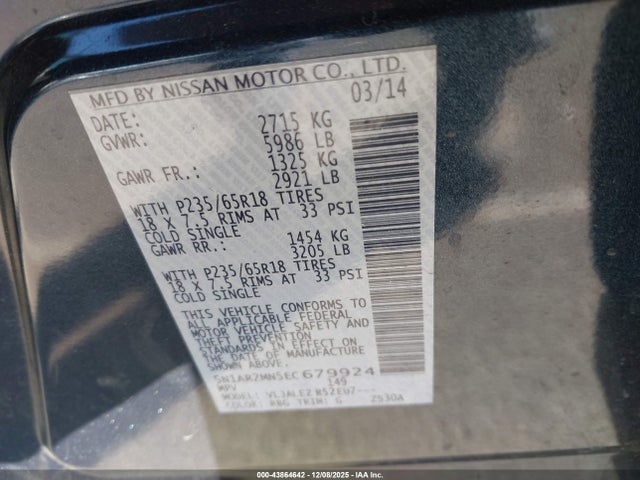 MFD BY NISSAN MOTOR CO., LTD.
DATE: 03/14
GVWR: 2715 KG
5986 LB
GAWR FR.: 1325 KG
2921 LB
WITH P235/65R18 TIRES
18 X 7.5 RIMS AT 33 PSI
COLD SINGLE
GAWR RR.: 1454 KG
3205 LB
WITH P235/65R18 TIRES
18 X 7.5 RIMS AT 33 PSI
COLD SINGLE
THIS VEHICLE CONFORMS TO
ALL APPLICABLE FEDERAL
MOTOR VEHICLE SAFETY AND
THEFT PREVENTION
STANDARDS IN EFFECT ON
THE DATE OF MANUFACTURE
SHOWN ABOVE.
5N1AR2MN5EC679924
MPV 149
MODEL:
COLOR: TRIM: G
000-43864642 12/08/2025 IAA Inc.